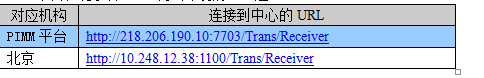 对应机构 连接到中心的 URL
PIMM 平台 http://218.206.190.10:7703/Trans/Receiver
北京 http://10.248.12.38:1100/Trans/Receiver